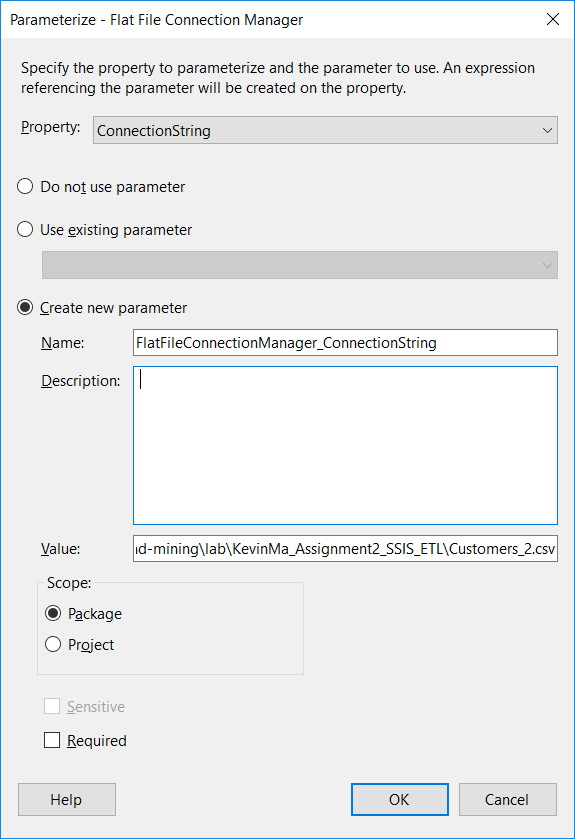 Parameterize - Flat File Connection Manager
Specify the property to parameterize and the parameter to use. An expression
referencing the parameter will be created on the property.
Property: ConnectionString
Do not use parameter
Use existing parameter
Create new parameter
Name: FlatFileConnectionManager_ConnectionString
Description:
Value: nd-mining\lab\KevinMa_Assignment2_SSIS_ETL\Customers_2.csv
Scope:
Package
Project
Sensitive
Required
Help OK Cancel